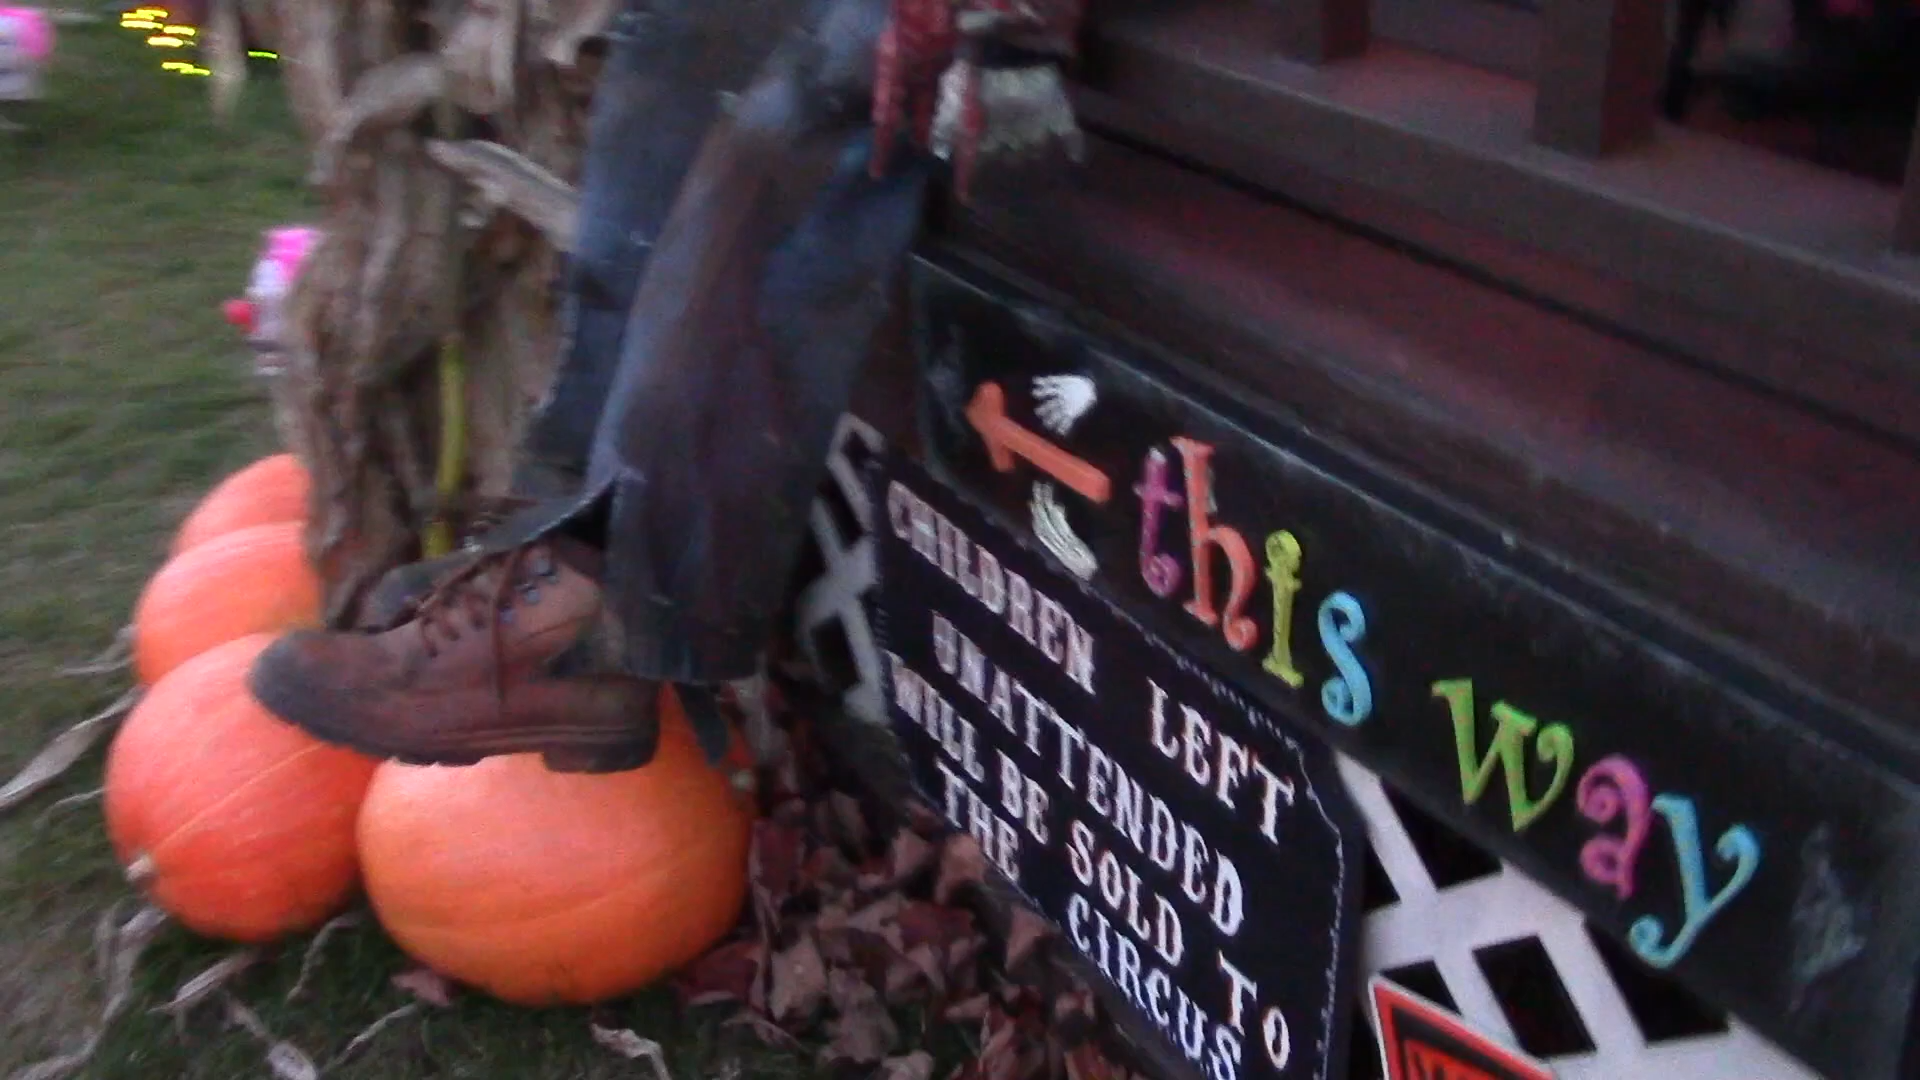 this way
CHILDREN LEFT
UNATTENDED
WILL BE SOLD TO
THE CIRCUS